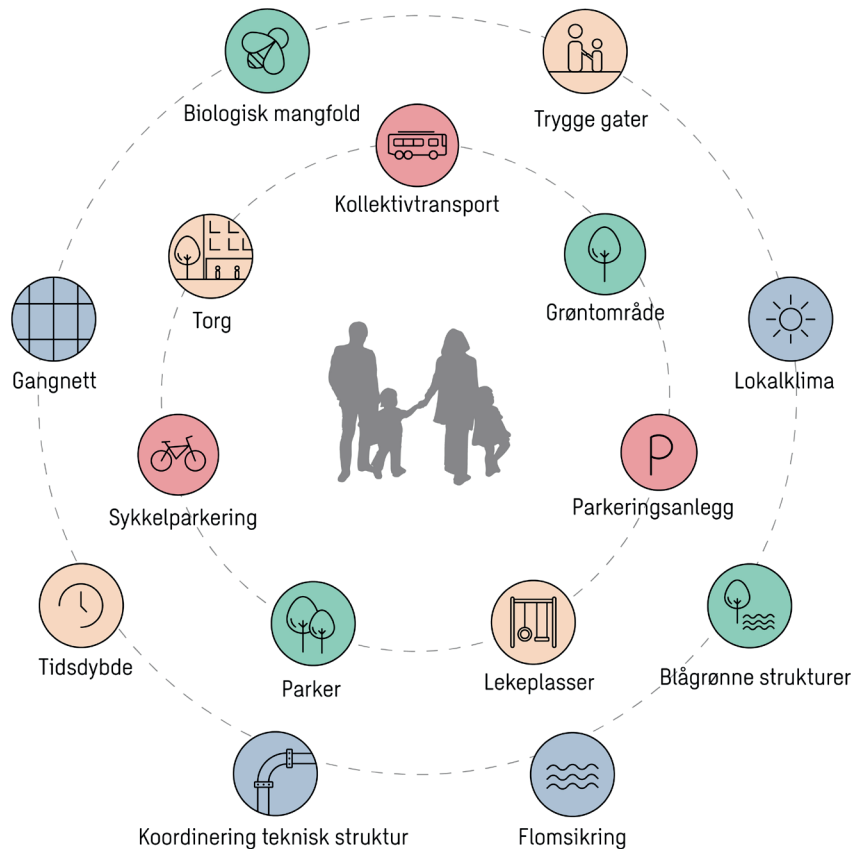 Biologisk mangfold
Trygge gater
Kollektivtransport
Torg
Grøntområde
Gangnett
Lokalklima
P
Sykkelparkering
Parkeringsanlegg
Tidsdybde
Parker
Lekeplasser
Blågrønne strukturer
Koordinering teknisk struktur
Flomsikring